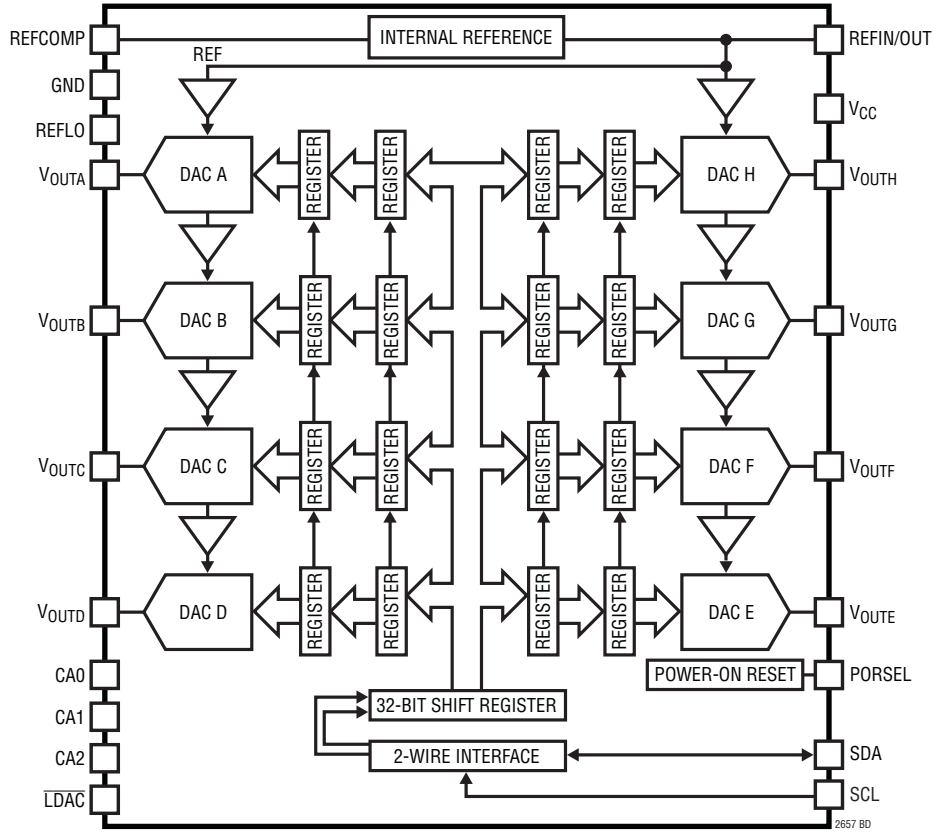 REFCOMP
INTERNAL REFERENCE
REFIN/OUT
REF
GND
VCC
REFLO
VOUTA
DAC A
REGISTER
REGISTER
REGISTER
REGISTER
DAC H
VOUTH
VOUTB
DAC B
REGISTER
REGISTER
REGISTER
REGISTER
DAC G
VOUTG
VOUTC
DAC C
REGISTER
REGISTER
REGISTER
REGISTER
DAC F
VOUTF
VOUTD
DAC D
REGISTER
REGISTER
REGISTER
REGISTER
DAC E
VOUTE
CA0
POWER-ON RESET
PORSEL
32-BIT SHIFT REGISTER
CA1
CA2
2-WIRE INTERFACE
SDA
LDAC
SCL
2657 BD